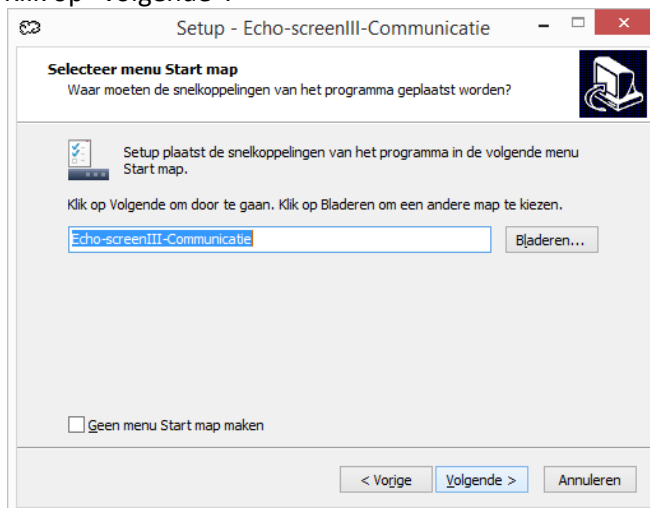 Setup - Echo-screenIII-Communicatie
Selecteer menu Start map
Waar moeten de snelkoppelingen van het programma geplaatst worden?
Setup plaatst de snelkoppelingen van het programma in de volgende menu
Start map.
Klik op Volgende om door te gaan. Klik op Bladeren om een andere map te kiezen.
Echo-screenIII-Communicatie
Bladeren...
Geen menu Start map maken
< Vorige
Volgende >
Annuleren